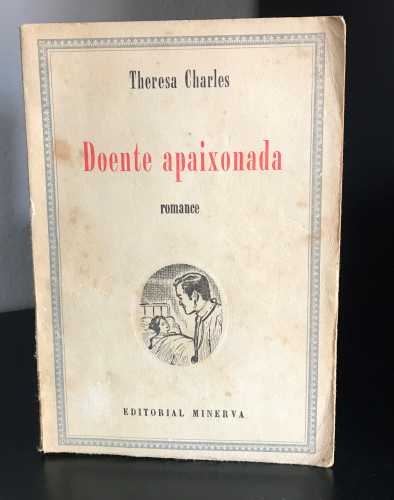 Theresa Charles
Doente apaixonada
romance
EDITORIAL MINERVA